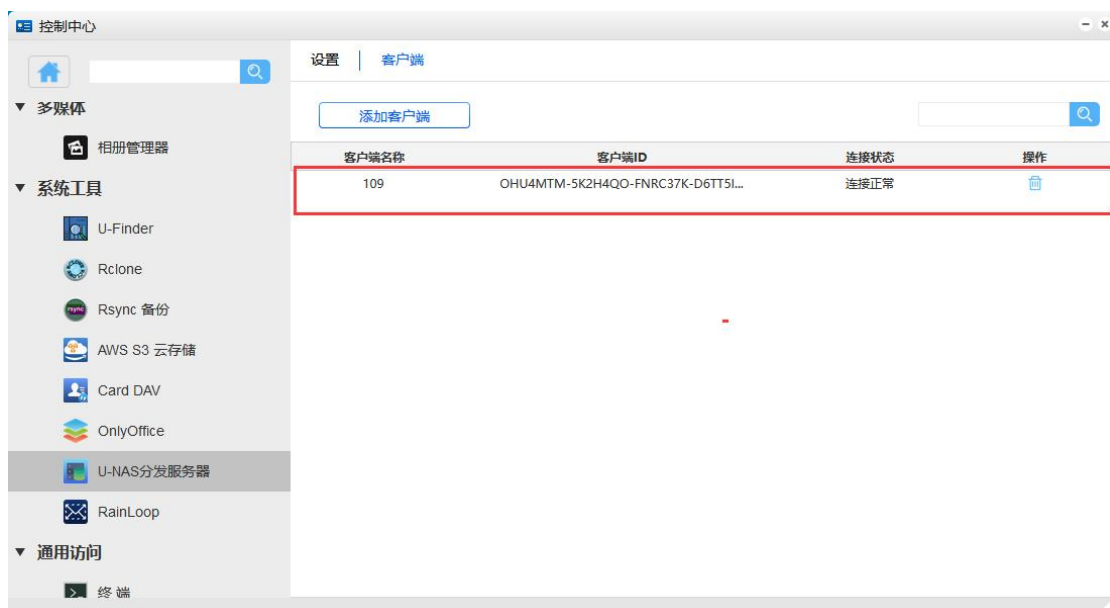 控制中心
设置 客户端
多媒体
添加客户端
相册管理器
客户端名称 客户端ID 连接状态 操作
系统工具
109 OHU4MTM-5K2H4QO-FNRC37K-D6TT5I... 连接正常
U-Finder
Rclone
Rsync 备份
AWS S3 云存储
Card DAV
OnlyOffice
U-NAS分发服务器
RainLoop
通用访问
终端